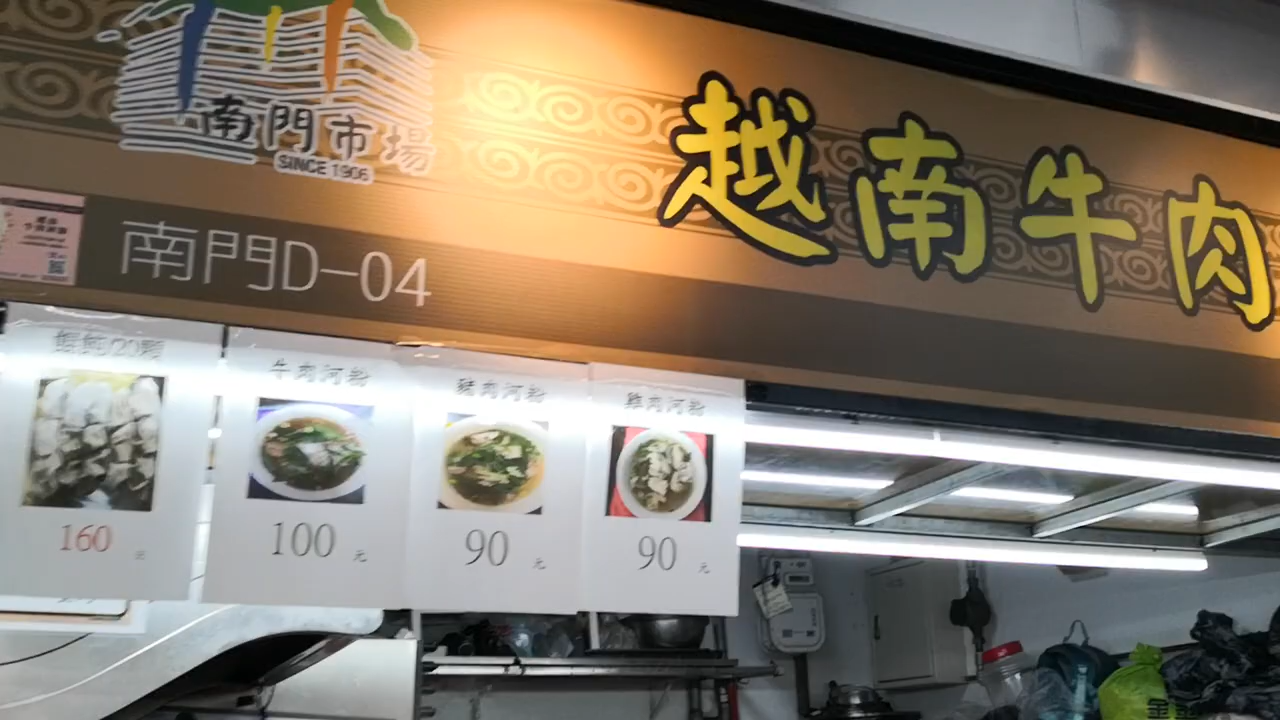 南門市場
SINCE 1906
越南牛肉
南門D-04
餛飩/20顆
160 元
牛肉河粉
100 元
豬肉河粉
90 元
雞肉河粉
90 元